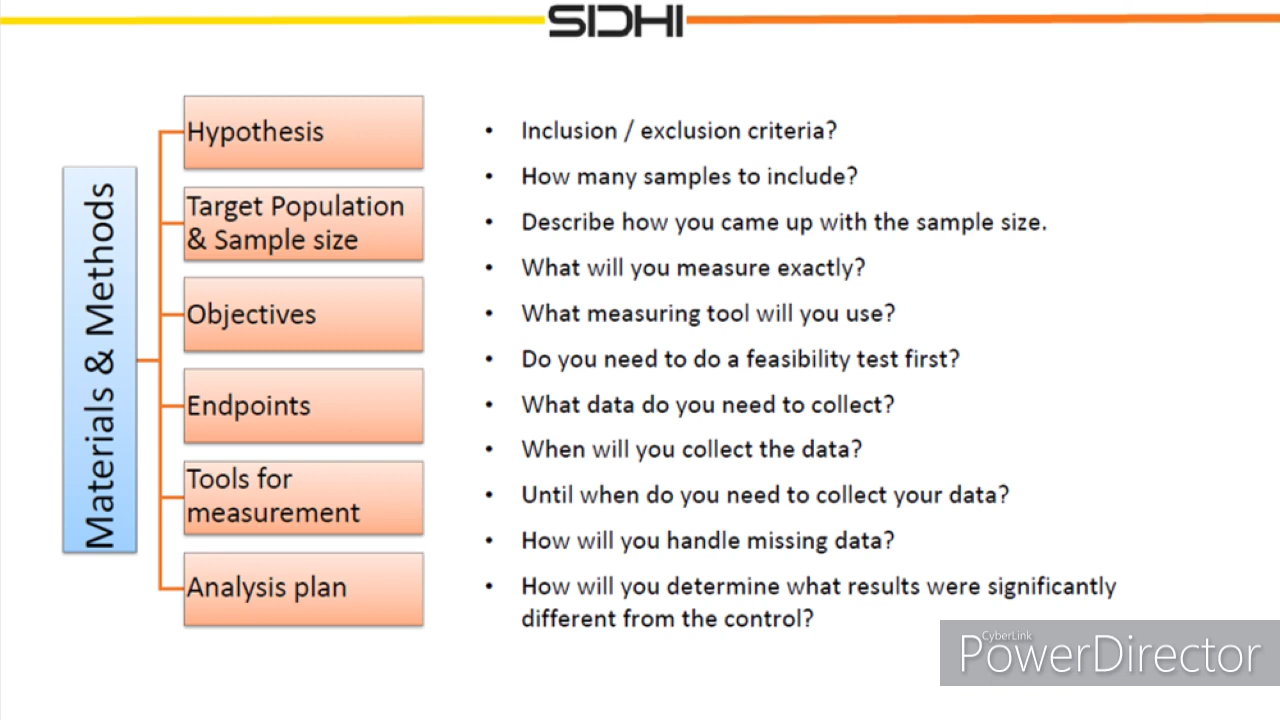 SIDHI
Materials & Methods
Hypothesis
Target Population
& Sample size
Objectives
Endpoints
Tools for
measurement
Analysis plan
• Inclusion / exclusion criteria?
• How many samples to include?
• Describe how you came up with the sample size.
• What will you measure exactly?
• What measuring tool will you use?
• Do you need to do a feasibility test first?
• What data do you need to collect?
• When will you collect the data?
• Until when do you need to collect your data?
• How will you handle missing data?
• How will you determine what results were significantly
different from the control?
CyberLink
PowerDirector